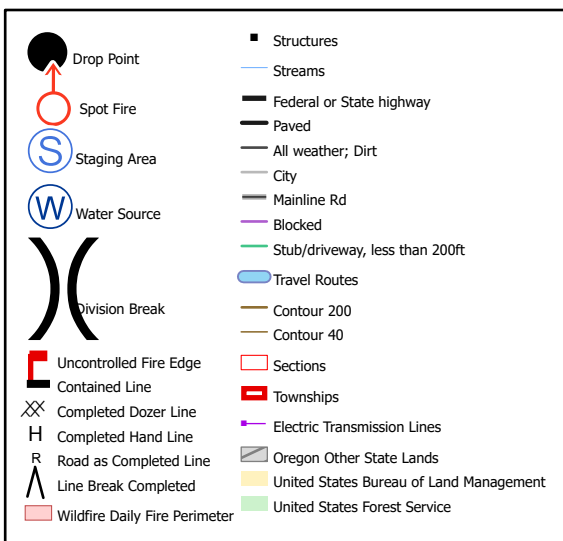 Drop Point
Spot Fire
S
Staging Area
W
Water Source
Division Break
Uncontrolled Fire Edge
Contained Line
Completed Dozer Line
H
Completed Hand Line
R
Road as Completed Line
Line Break Completed
Wildfire Daily Fire Perimeter
Structures
Streams
Federal or State highway
Paved
All weather; Dirt
City
Mainline Rd
Blocked
Stub/driveway, less than 200ft
Travel Routes
Contour 200
Contour 40
Sections
Townships
Electric Transmission Lines
Oregon Other State Lands
United States Bureau of Land Management
United States Forest Service